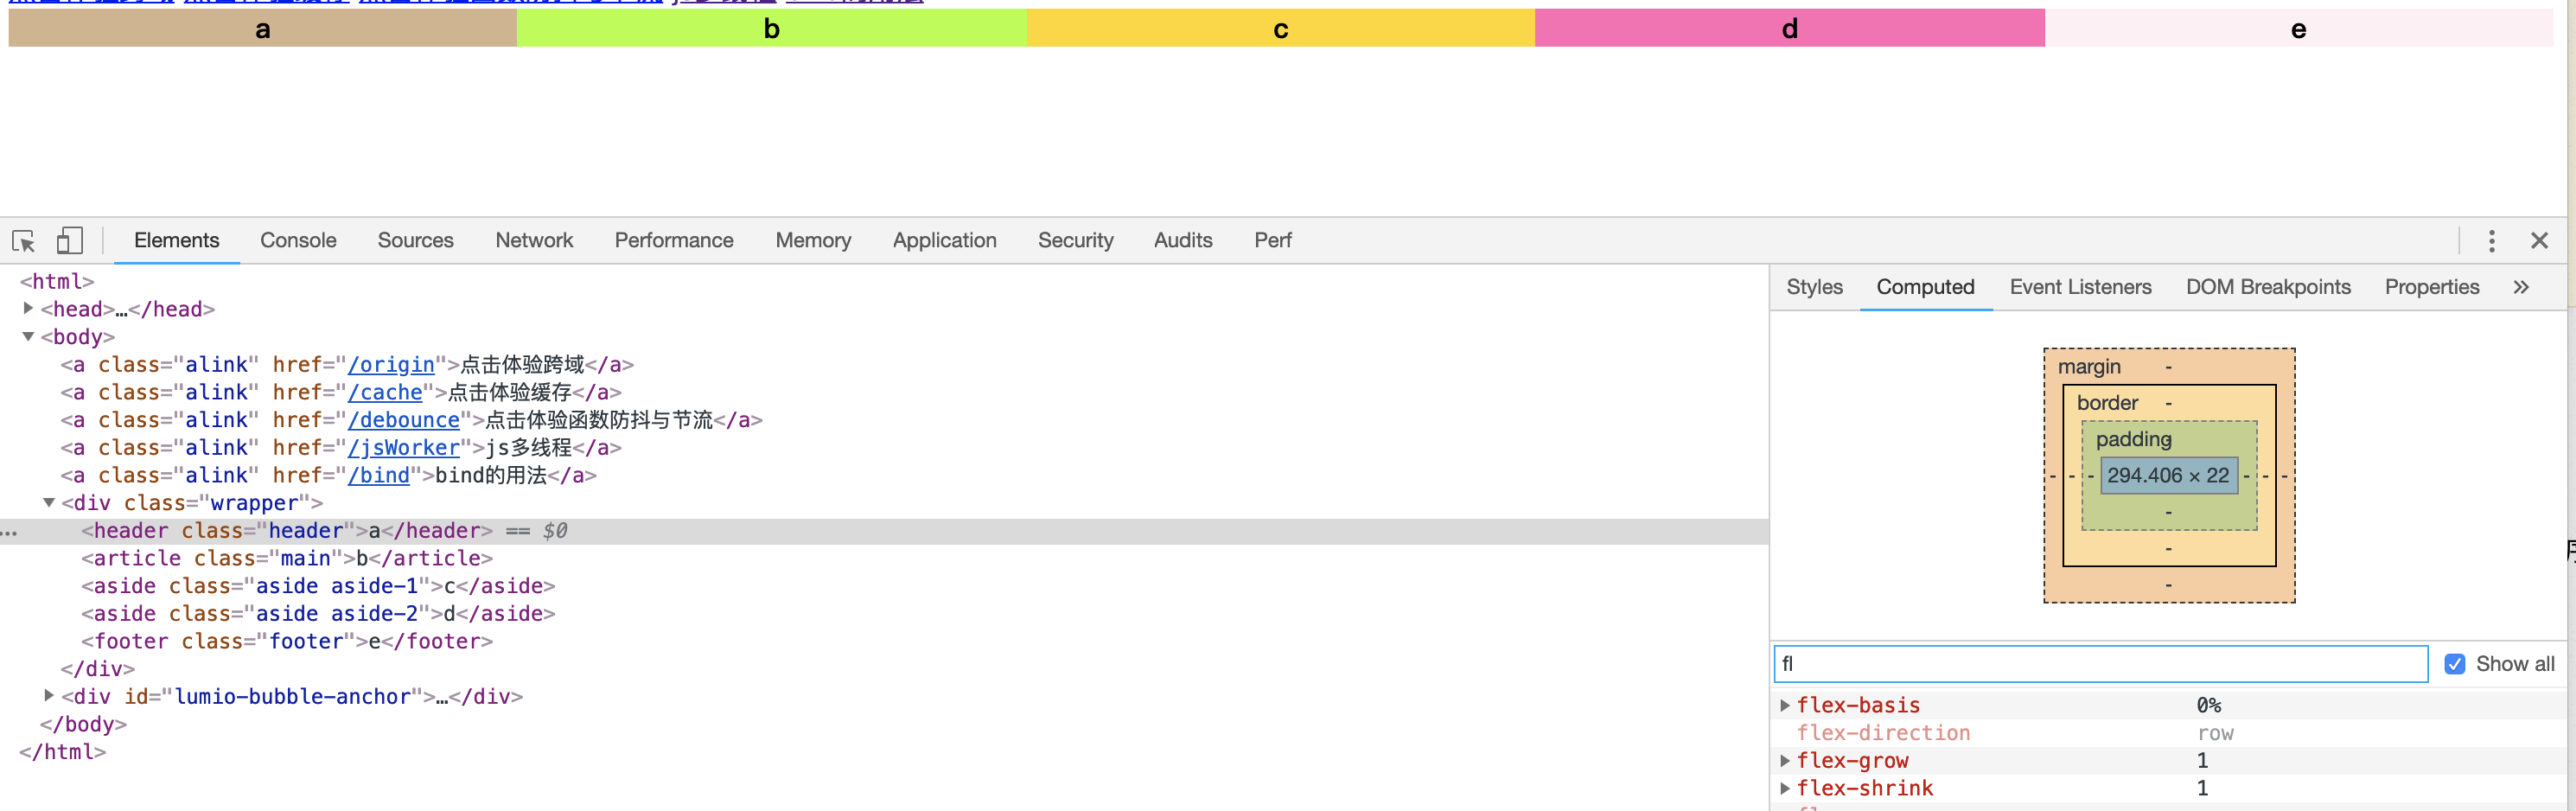 a b c d e
Elements Console Sources Network Performance Memory Application Security Audits Perf
<html>
<head>…</head>
<body>
<a class="alink" href="/origin">点击体验跨域</a>
<a class="alink" href="/cache">点击体验缓存</a>
<a class="alink" href="/debounce">点击体验函数防抖与节流</a>
<a class="alink" href="/jsWorker">js多线程</a>
<a class="alink" href="/bind">bind的用法</a>
<div class="wrapper">
<header class="header">a</header> == $0
<article class="main">b</article>
<aside class="aside aside-1">c</aside>
<aside class="aside aside-2">d</aside>
<footer class="footer">e</footer>
</div>
<div id="lumio-bubble-anchor">…</div>
</body>
</html>
Styles Computed Event Listeners DOM Breakpoints Properties »
margin -
border -
padding -
- - - 294.406 × 22 - - -
-
-
-
fl Show all
flex-basis 0%
flex-direction row
flex-grow 1
flex-shrink 1